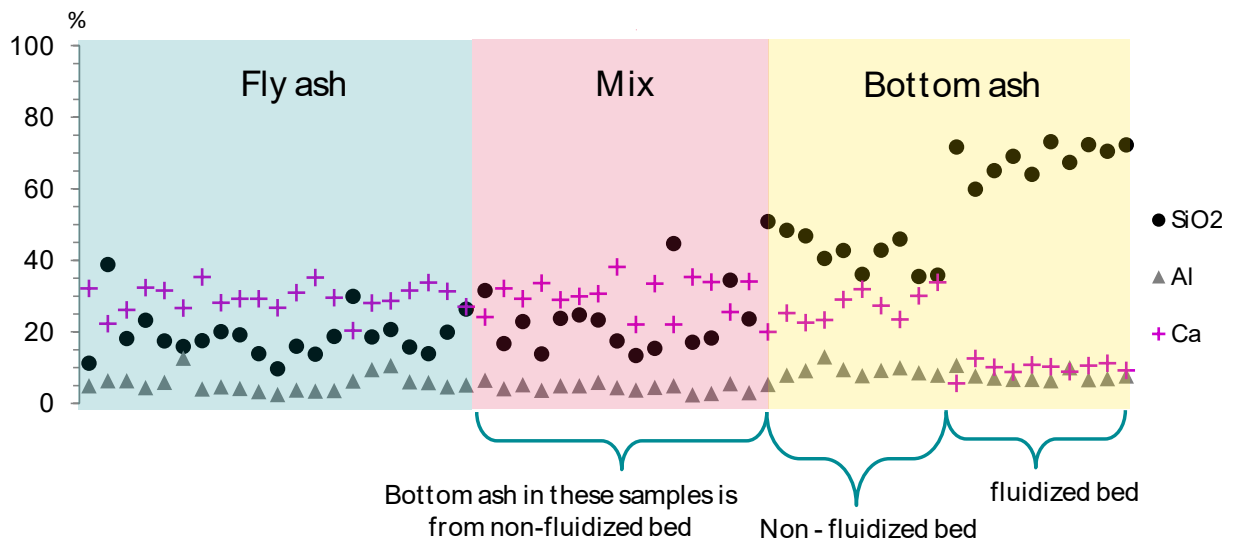 %
100
80
60
40
20
0
Fly ash
Mix
Bottom ash
SiO2
Al
Ca
Bottom ash in these samples is
from non-fluidized bed
Non - fluidized bed
fluidized bed